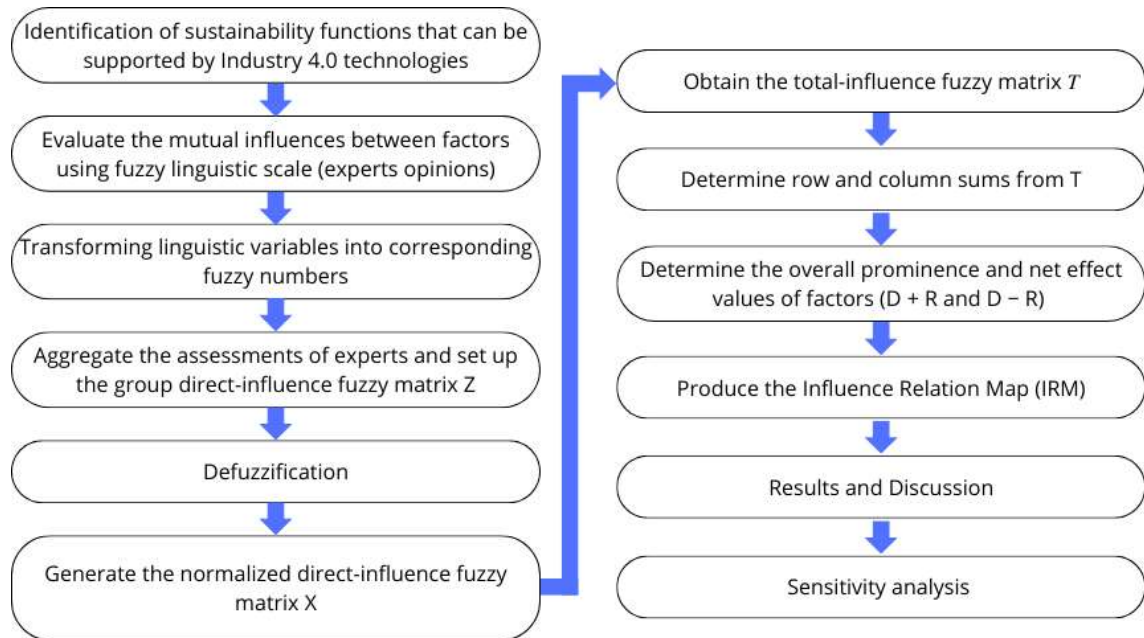 Identification of sustainability functions that can be
supported by Industry 4.0 technologies
Evaluate the mutual influences between factors
using fuzzy linguistic scale (experts opinions)
Transforming linguistic variables into corresponding
fuzzy numbers
Aggregate the assessments of experts and set up
the group direct-influence fuzzy matrix Z
Defuzzification
Generate the normalized direct-influence fuzzy
matrix X
Obtain the total-influence fuzzy matrix T
Determine row and column sums from T
Determine the overall prominence and net effect
values of factors (D + R and D − R)
Produce the Influence Relation Map (IRM)
Results and Discussion
Sensitivity analysis